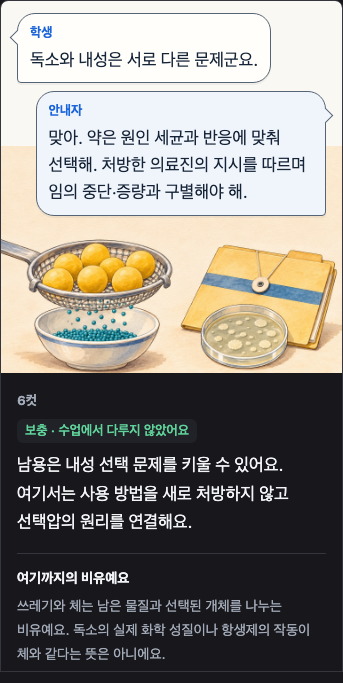 학생
독소와 내성은 서로 다른 문제군요.
안내자
맞아. 약은 원인 세균과 반응에 맞춰
선택해. 처방한 의료진의 지시를 따르며
임의 중단·증량과 구별해야 해.
6컷
보충 · 수업에서 다루지 않았어요
남용은 내성 선택 문제를 키울 수 있어요.
여기서는 사용 방법을 새로 처방하지 않고
선택압의 원리를 연결해요.
여기까지의 비유예요
쓰레기와 체는 남은 물질과 선택된 개체를 나누는
비유예요. 독소의 실제 화학 성질이나 항생제의 작동이
체와 같다는 뜻은 아니에요.